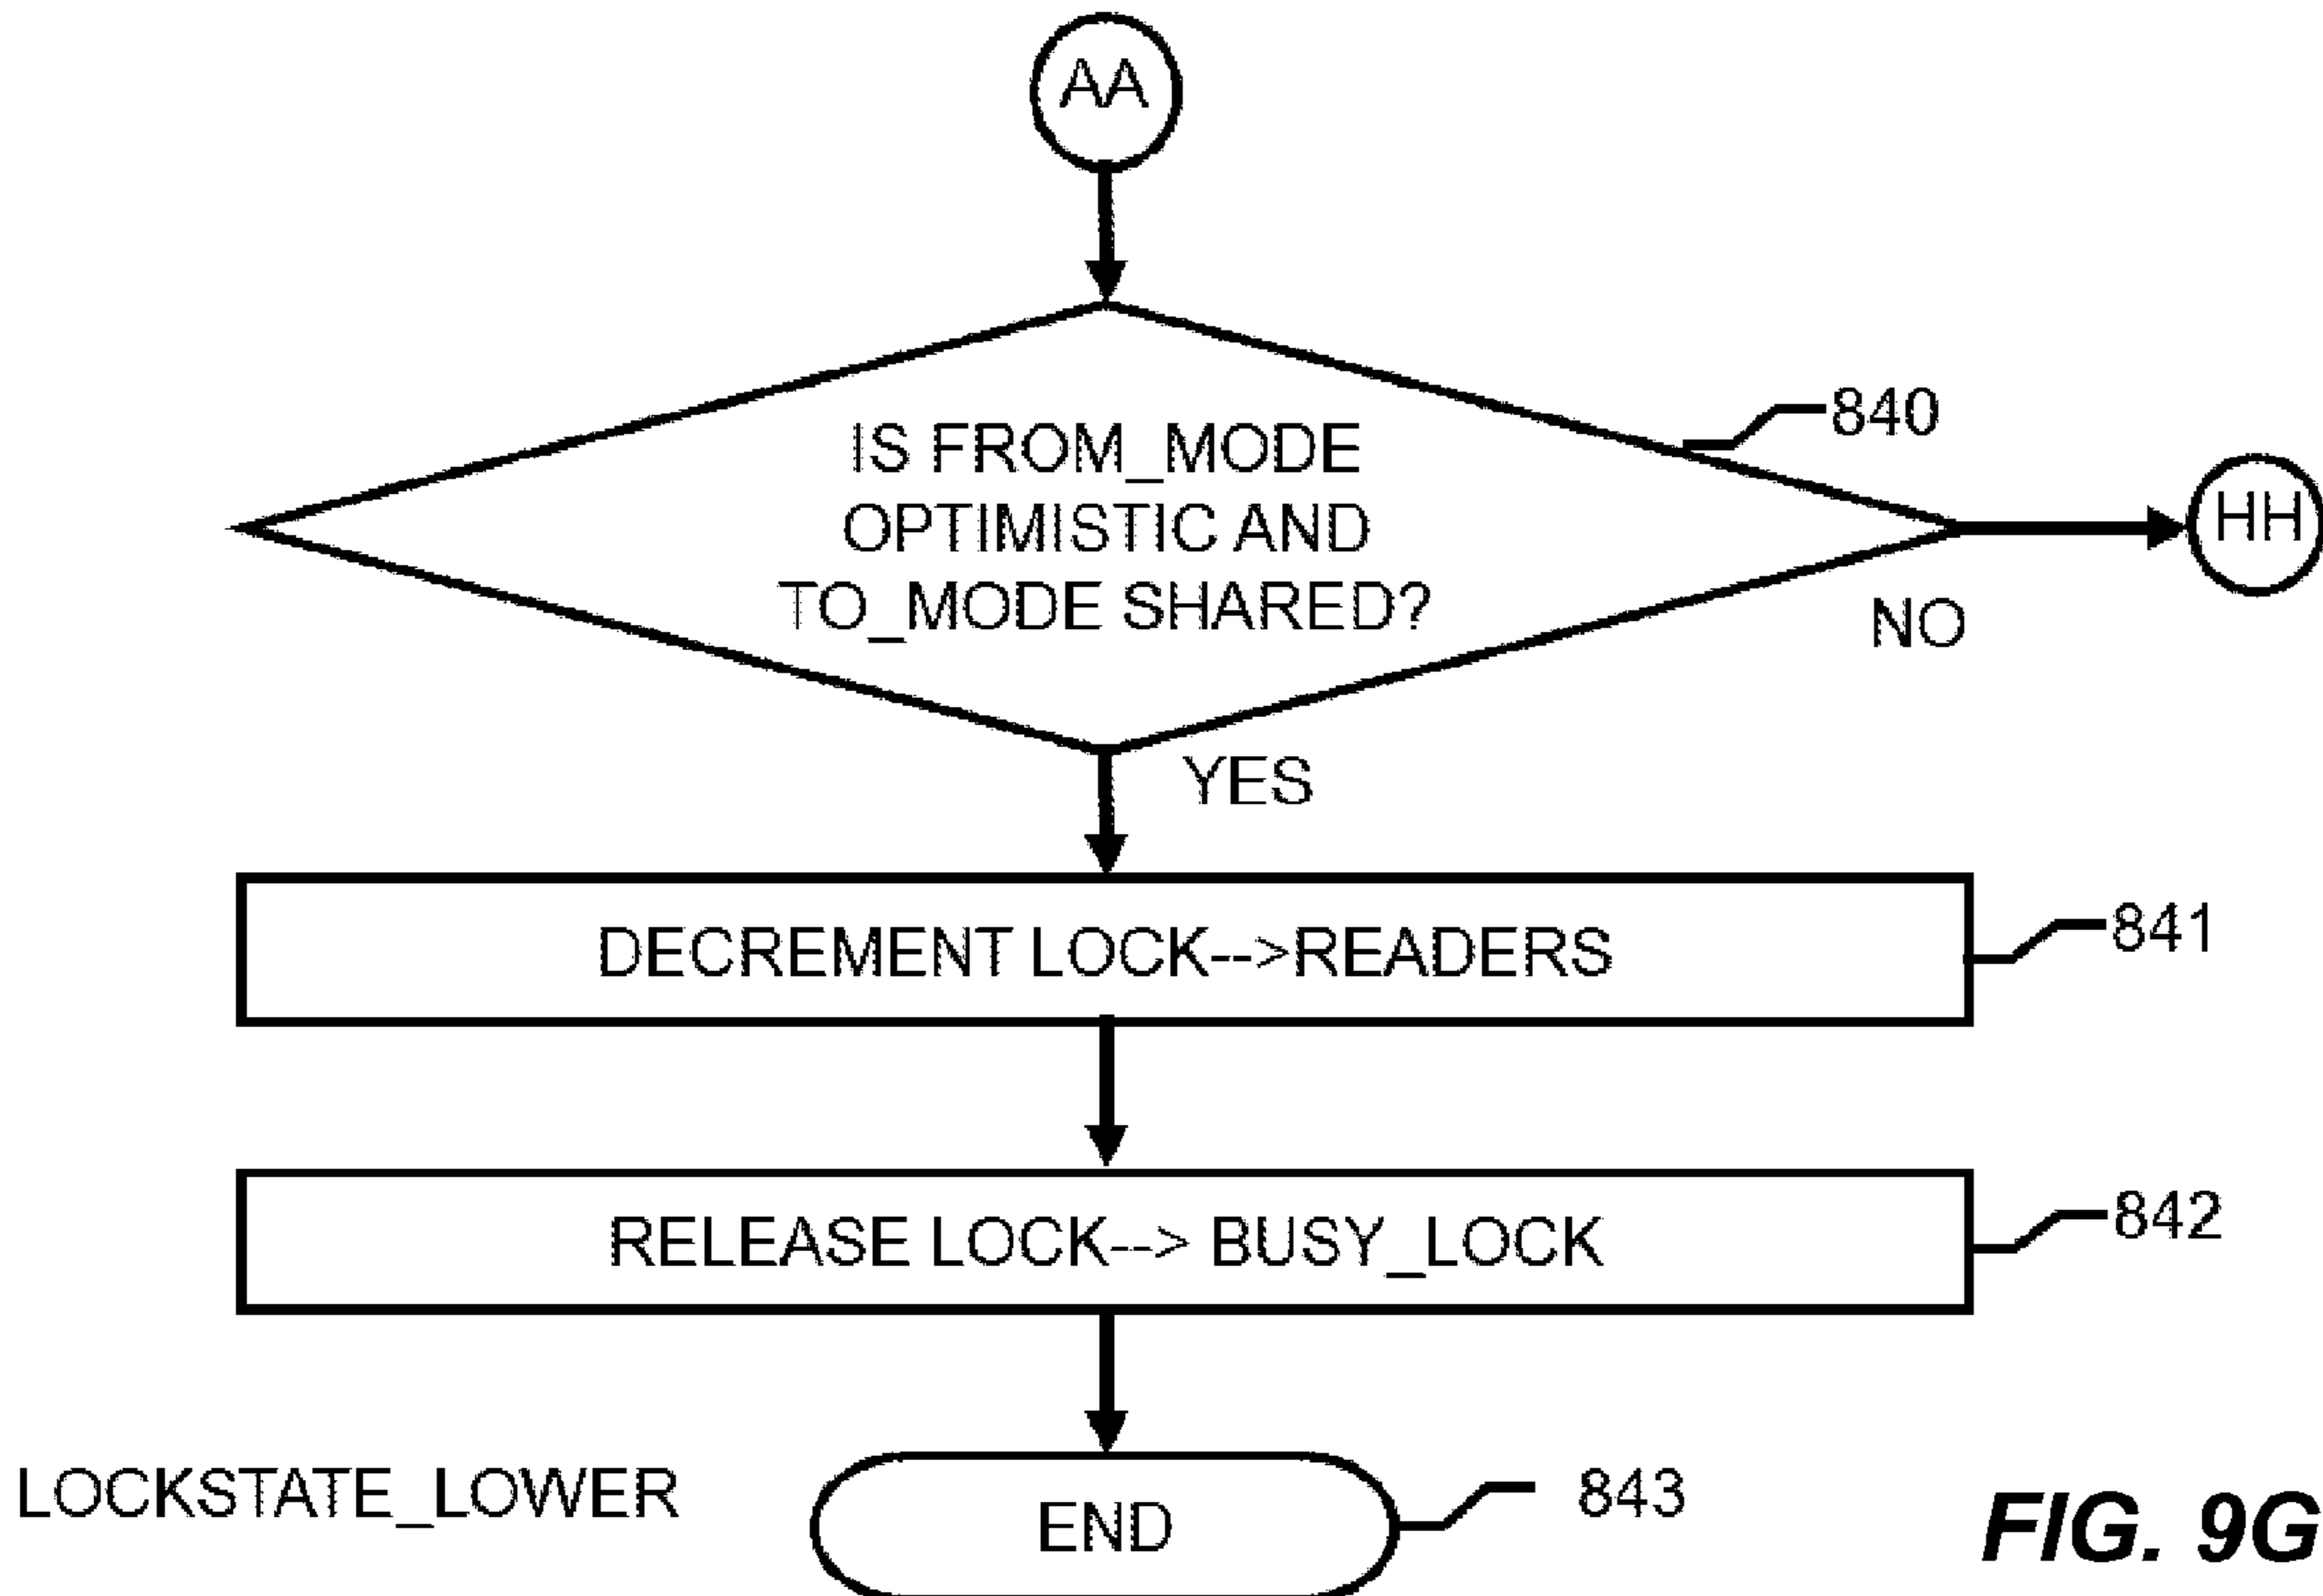 AA
840
IS FROM_MODE
OPTIMISTIC AND
TO_MODE SHARED?
HH
NO
YES
DECREMENT LOCK-->READERS
841
RELEASE LOCK--> BUSY_LOCK
842
LOCKSTATE_LOWER
END
843
FIG. 9G